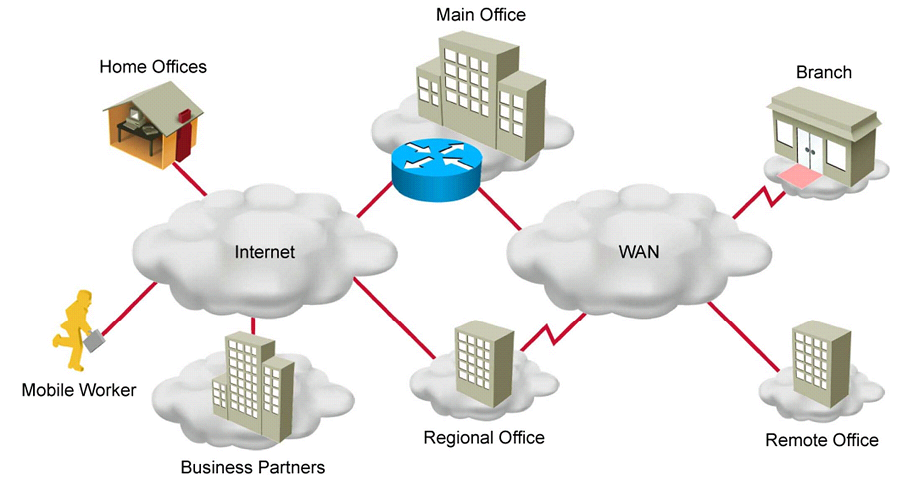 Main Office
Home Offices
Branch
Internet
WAN
Mobile Worker
Regional Office
Remote Office
Business Partners